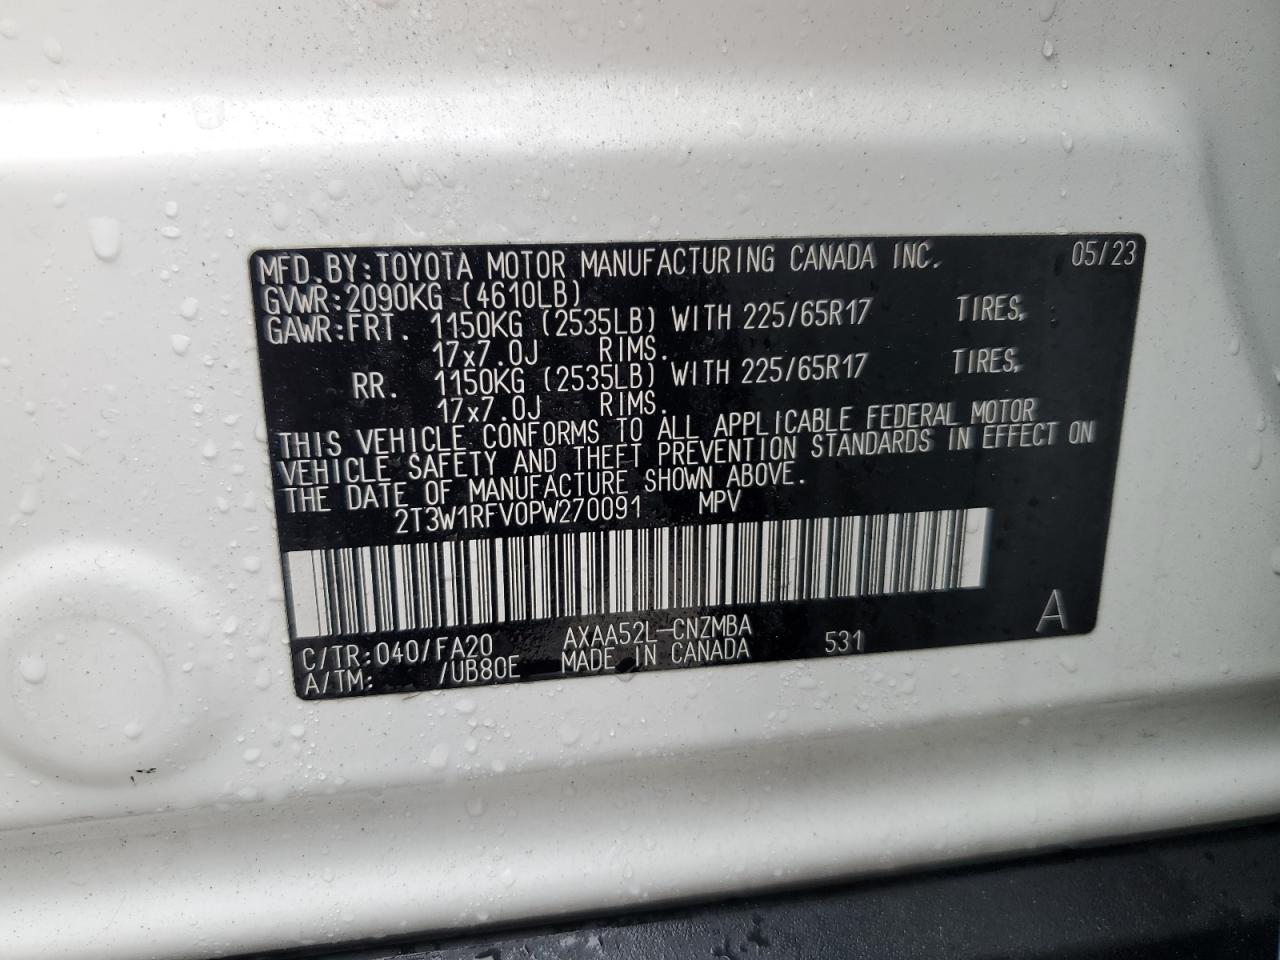 MFD.BY:TOYOTA MOTOR MANUFACTURING CANADA INC. 05/23
GVWR:2090KG (4610LB)
GAWR:FRT. 1150KG (2535LB) WITH 225/65R17 TIRES,
17x7.0J RIMS.
RR. 1150KG (2535LB) WITH 225/65R17 TIRES,
17x7.0J RIMS.
THIS VEHICLE CONFORMS TO ALL APPLICABLE FEDERAL MOTOR
VEHICLE SAFETY AND THEFT PREVENTION STANDARDS IN EFFECT ON
THE DATE OF MANUFACTURE SHOWN ABOVE.
2T3W1RFV0PW270091 MPV
C/TR:040/FA20 AXAA52L-CNZMBA 531 A
A/TM: /UB80E MADE IN CANADA